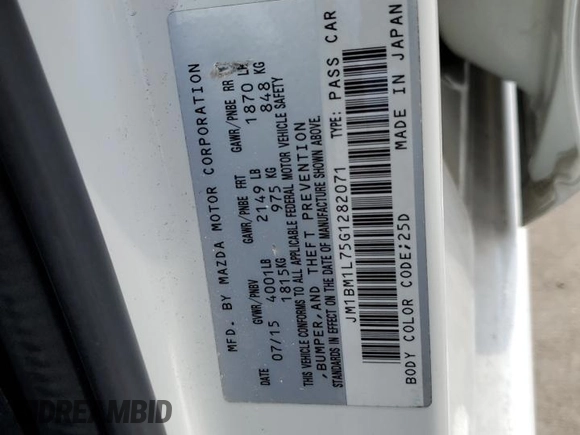 MFD. BY MAZDA MOTOR CORPORATION
GVWR/PNBV GAWR/PNBE FRT GAWR/PNBE RR
DATE 07/15 4001LB 2149LB 1870 LB
1815KG 975 KG 848 KG
THIS VEHICLE CONFORMS TO ALL APPLICABLE FEDERAL MOTOR VEHICLE SAFETY
,BUMPER,AND THEFT PREVENTION
STANDARDS IN EFFECT ON THE DATE OF MANUFACTURE SHOWN ABOVE.
JM1BM1L75G1282071 TYPE: PASS CAR
BODY COLOR CODE;25D MADE IN JAPAN
DREAMBID